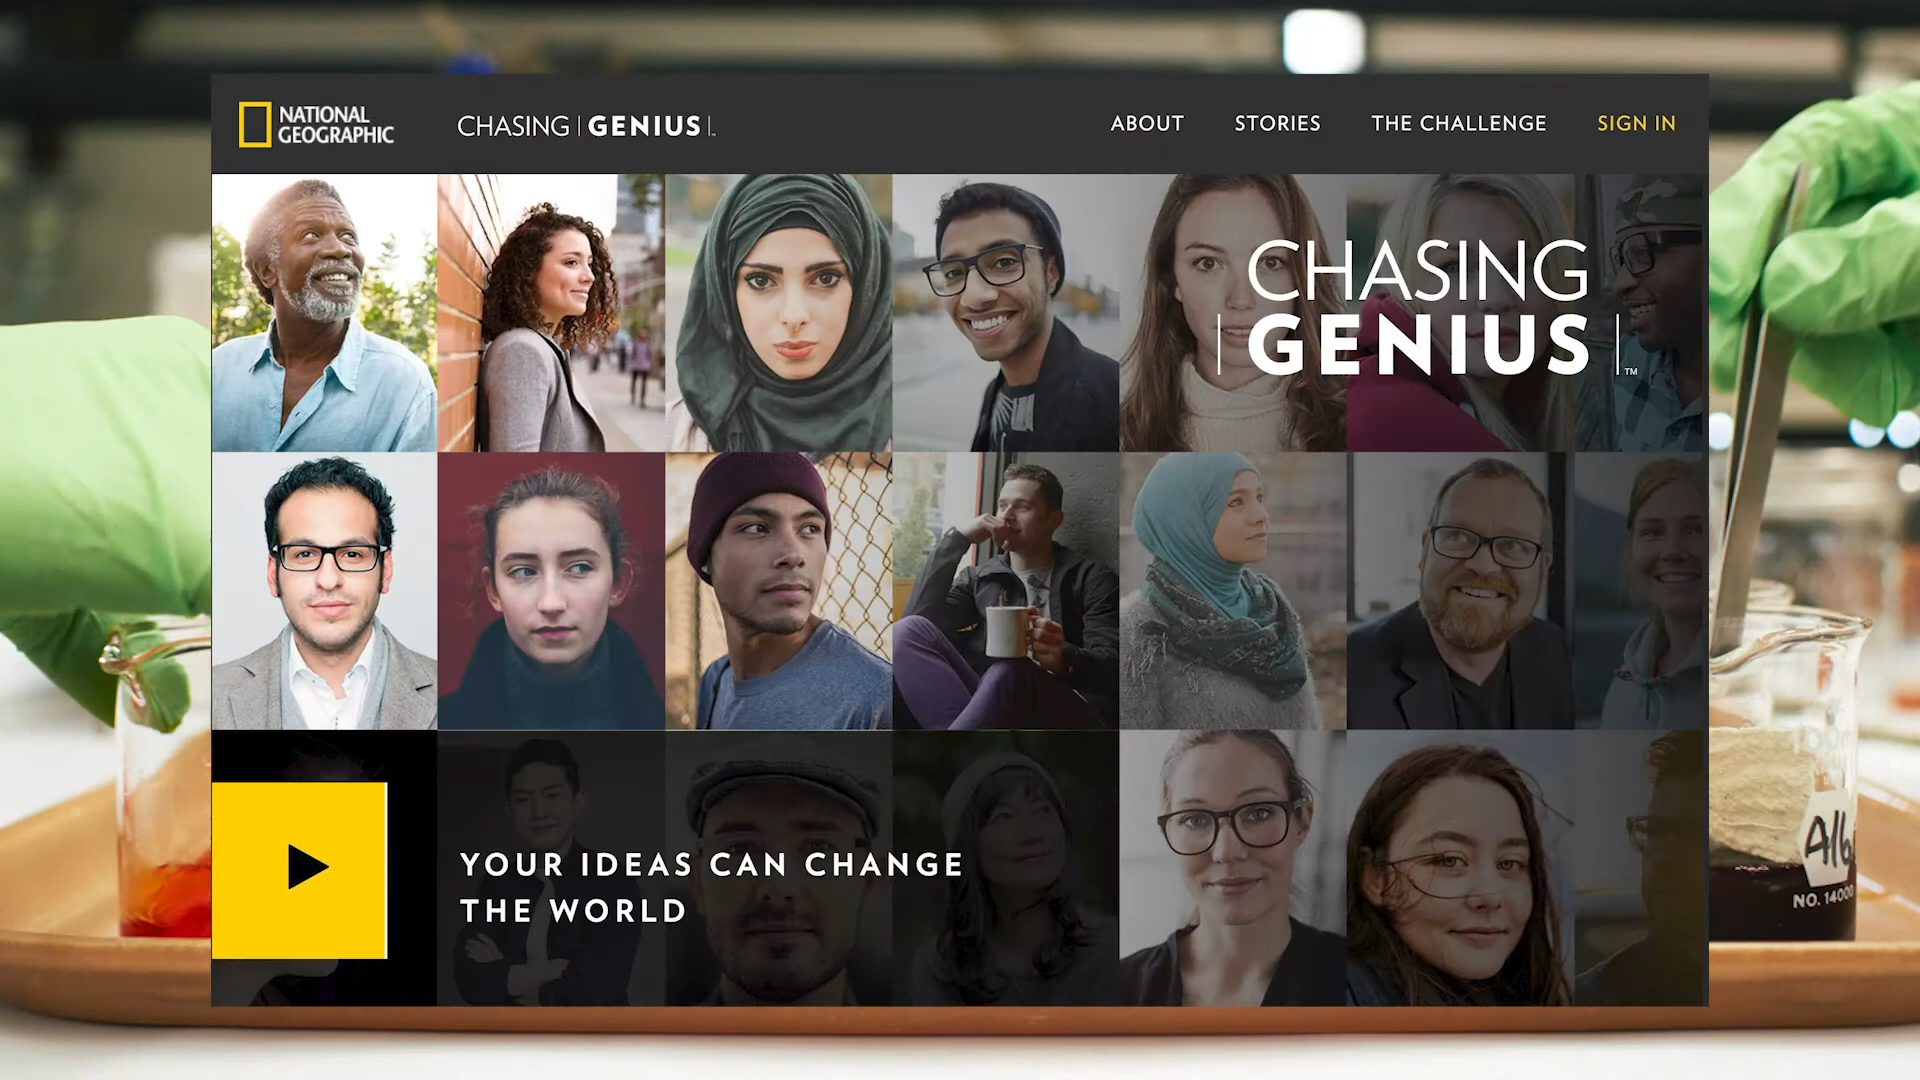 NATIONAL
GEOGRAPHIC
CHASING | GENIUS |
ABOUT
STORIES
THE CHALLENGE
SIGN IN
CHASING
| GENIUS |™
YOUR IDEAS CAN CHANGE
THE WORLD
NO. 14000